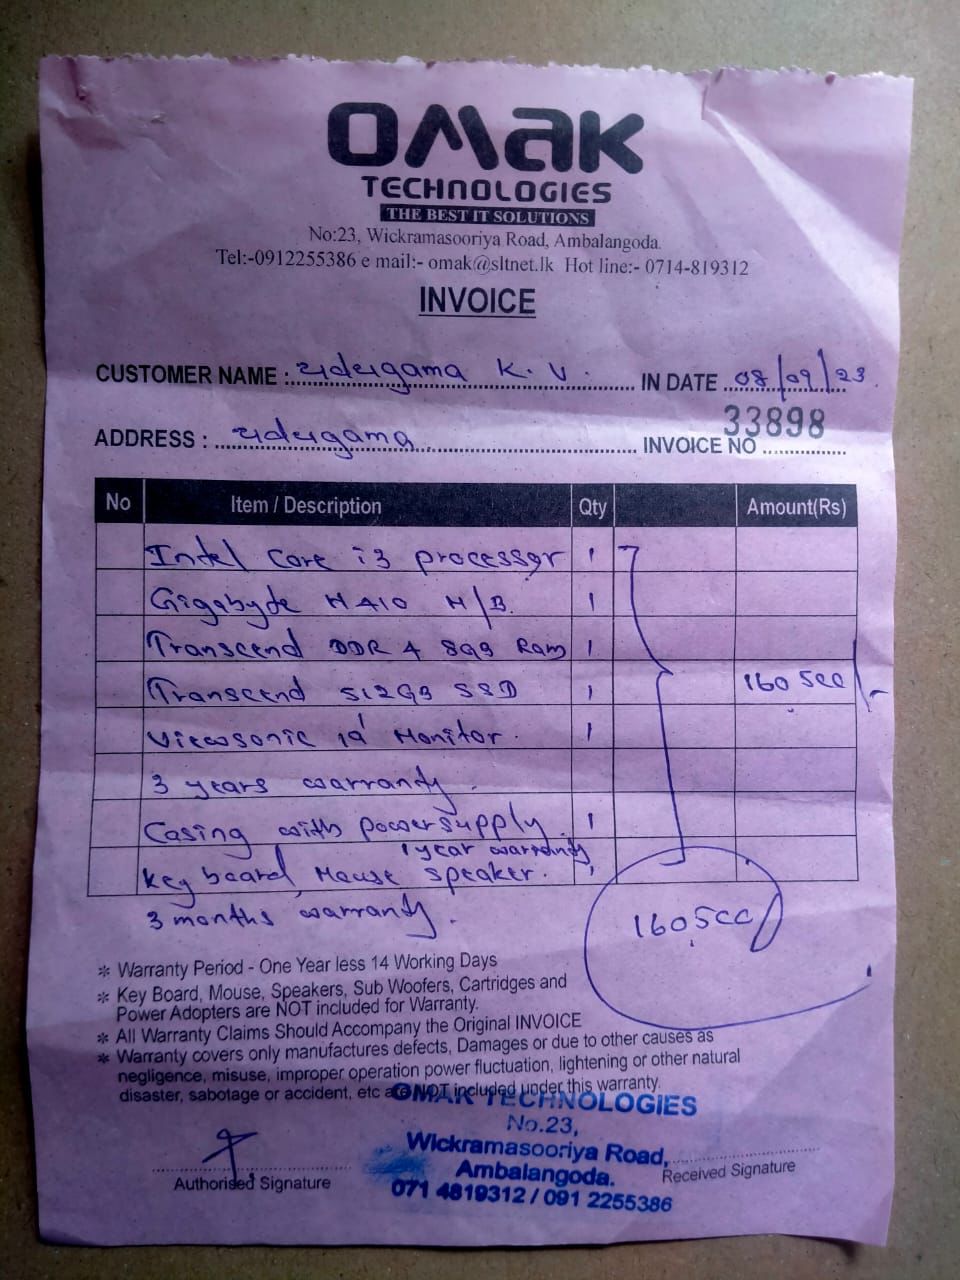 OMAK
TECHNOLOGIES
THE BEST IT SOLUTIONS
No:23, Wickramasooriya Road, Ambalangoda.
Tel:-0912255386 e mail:- omak@sltnet.lk Hot line:- 0714-819312
INVOICE
CUSTOMER NAME : K. V. IN DATE 08/09/23
33898
ADDRESS : INVOICE NO
No Item / Description Qty Amount(Rs)
Intel Core i3 processor 1
Gigabyte H410 M/B. 1
Transcend DDR 4 8GB Ram 1
Transcend 512GB SSD 1 160 500/-
Viewsonic 19" Monitor. 1
3 years warranty.
Casing with powersupply. 1
1 year warranty
Key board, Mouse speaker. 1
3 months warranty. 160,500/
* Warranty Period - One Year less 14 Working Days
* Key Board, Mouse, Speakers, Sub Woofers, Cartridges and
Power Adopters are NOT included for Warranty.
* All Warranty Claims Should Accompany the Original INVOICE
* Warranty covers only manufactures defects, Damages or due to other causes as
negligence, misuse, improper operation power fluctuation, lightening or other natural
disaster, sabotage or accident, etc are NOT included under this warranty.
OMAK TECHNOLOGIES
No.23,
Wickramasooriya Road,
Ambalangoda.
071 4819312 / 091 2255386
Authorised Signature Received Signature